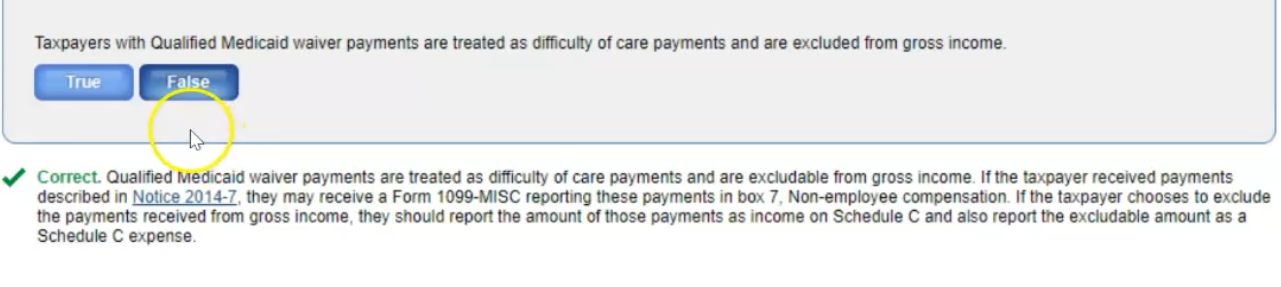 Taxpayers with Qualified Medicaid waiver payments are treated as difficulty of care payments and are excluded from gross income.
True False
Correct. Qualified Medicaid waiver payments are treated as difficulty of care payments and are excludable from gross income. If the taxpayer received payments
described in Notice 2014-7, they may receive a Form 1099-MISC reporting these payments in box 7, Non-employee compensation. If the taxpayer chooses to exclude
the payments received from gross income, they should report the amount of those payments as income on Schedule C and also report the excludable amount as a
Schedule C expense.